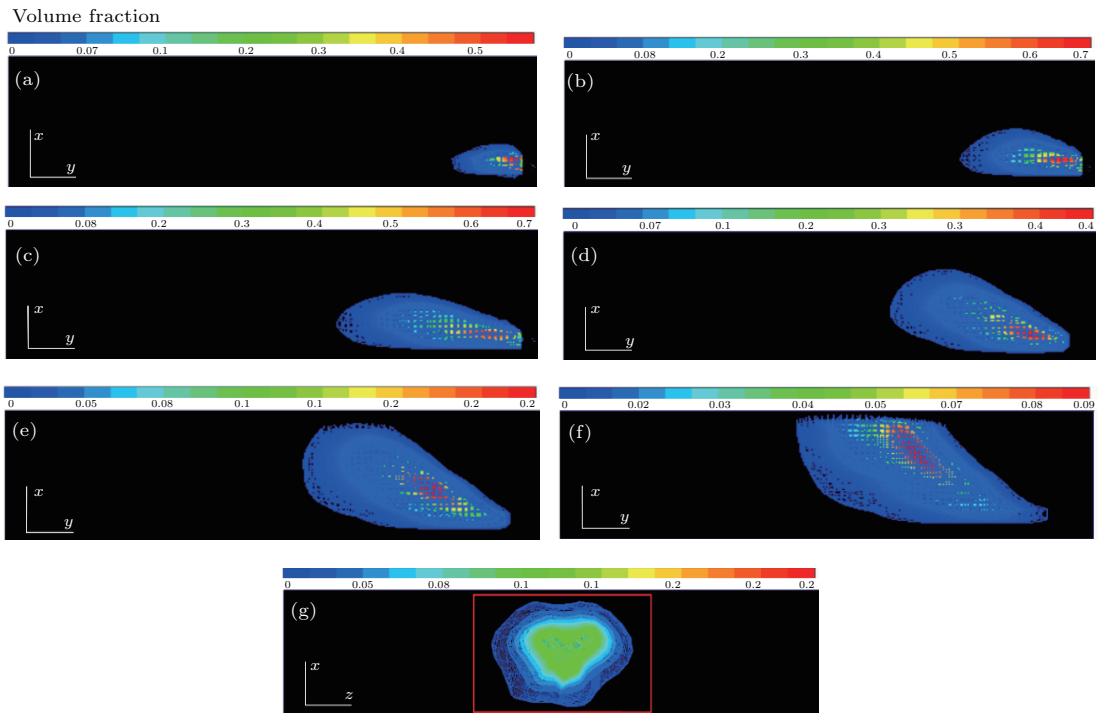 Volume fraction
0 0.07 0.1 0.2 0.3 0.4 0.5
(a)
x
y
0 0.08 0.2 0.3 0.4 0.5 0.6 0.7
(b)
x
y
0 0.08 0.2 0.3 0.5 0.6 0.7
(c)
x
y
0 0.07 0.1 0.2 0.3 0.3 0.4 0.4
(d)
x
y
0 0.05 0.08 0.1 0.1 0.2 0.2 0.2
(e)
x
y
0 0.02 0.03 0.04 0.05 0.07 0.08 0.09
(f)
x
y
0 0.05 0.08 0.1 0.1 0.2 0.2 0.2
(g)
x
z